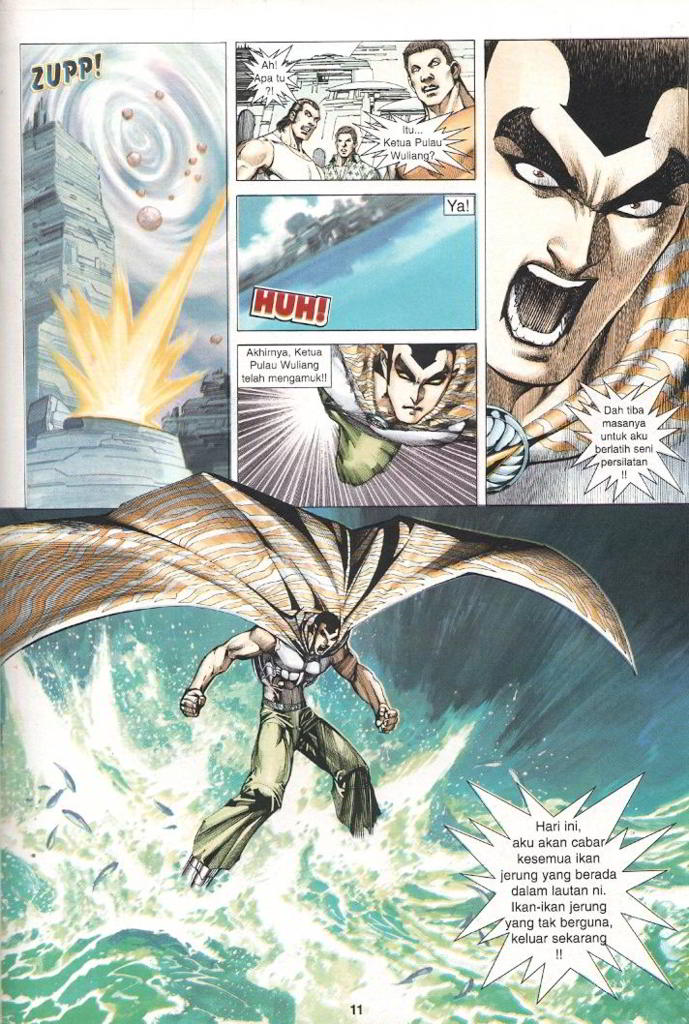 ZUPP!
Ah!
Apa tu
?!
Itu...
Ketua Pulau
Wuliang?
Ya!
HUH!
Akhirnya, Ketua
Pulau Wuliang
telah mengamuk!!
Dah tiba
masanya
untuk aku
berlatih seni
persilatan
!!
Hari ini,
aku akan cabar
kesemua ikan
jerung yang berada
dalam lautan ni.
Ikan-ikan jerung
yang tak berguna,
keluar sekarang
!!
11